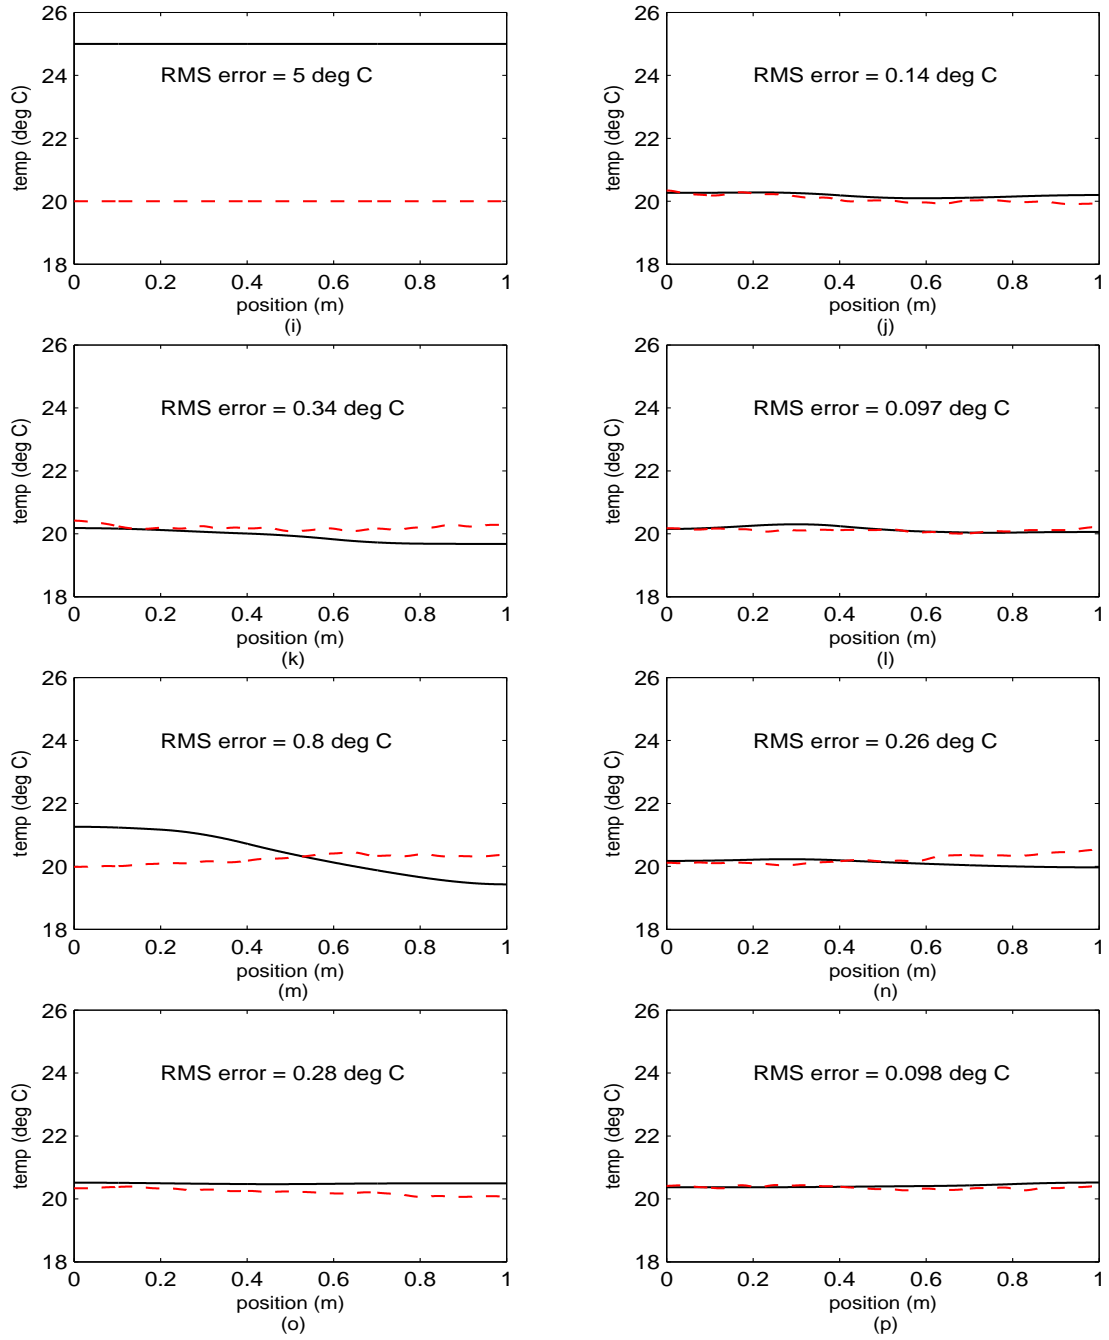 26
24
22
20
18
temp (deg C)
RMS error = 5 deg C
0 0.2 0.4 0.6 0.8 1
position (m)
(i)
26
24
22
20
18
temp (deg C)
RMS error = 0.14 deg C
0 0.2 0.4 0.6 0.8 1
position (m)
(j)
26
24
22
20
18
temp (deg C)
RMS error = 0.34 deg C
0 0.2 0.4 0.6 0.8 1
position (m)
(k)
26
24
22
20
18
temp (deg C)
RMS error = 0.097 deg C
0 0.2 0.4 0.6 0.8 1
position (m)
(l)
26
24
22
20
18
temp (deg C)
RMS error = 0.8 deg C
0 0.2 0.4 0.6 0.8 1
position (m)
(m)
26
24
22
20
18
temp (deg C)
RMS error = 0.26 deg C
0 0.2 0.4 0.6 0.8 1
position (m)
(n)
26
24
22
20
18
temp (deg C)
RMS error = 0.28 deg C
0 0.2 0.4 0.6 0.8 1
position (m)
(o)
26
24
22
20
18
temp (deg C)
RMS error = 0.098 deg C
0 0.2 0.4 0.6 0.8 1
position (m)
(p)